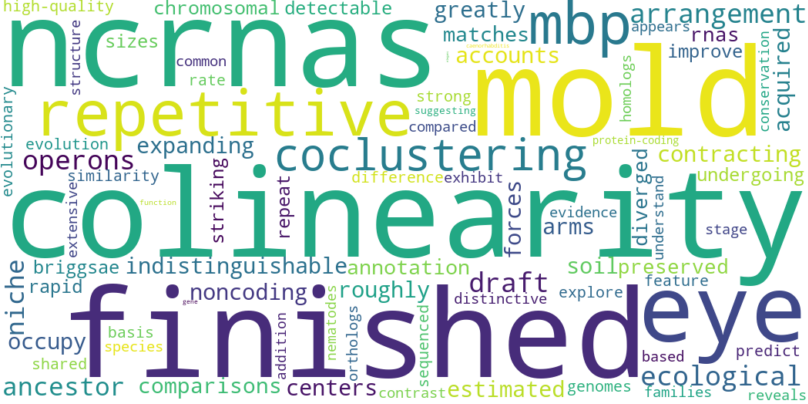 high-quality chromosomal detectable greatly arrangement
ncrnas mbp appears rnas
structure sizes matches improve
common accounts
rate homologs conservation acquired
repetitive strong mold
suggesting
evolutionary compared
evolution expanding operons coclustering protein-coding contracting
similarity striking repeat difference exhibit forces diverged understand undergoing
extensive function evidence arms stage
colinearity
briggsae indistinguishable annotation soil preserved
niche rapid noncoding roughly draft distinctive explore feature
gene
finished eye
occupy basis species shared addition nematodes orthologs sequenced based predict
ecological
ancestor comparisons centers contrast estimated genomes families reveals